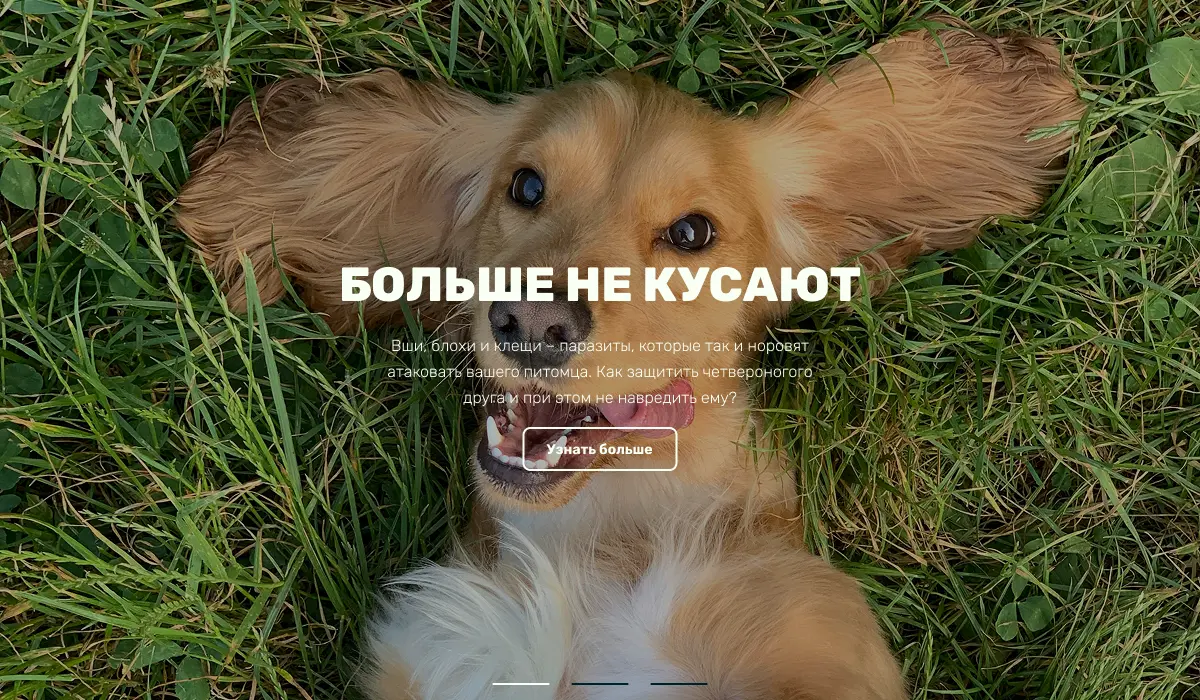 БОЛЬШЕ НЕ КУСАЮТ
Вши, блохи и клещи – паразиты, которые так и норовят
атаковать вашего питомца. Как защитить четвероногого
друга и при этом не навредить ему?
Узнать больше